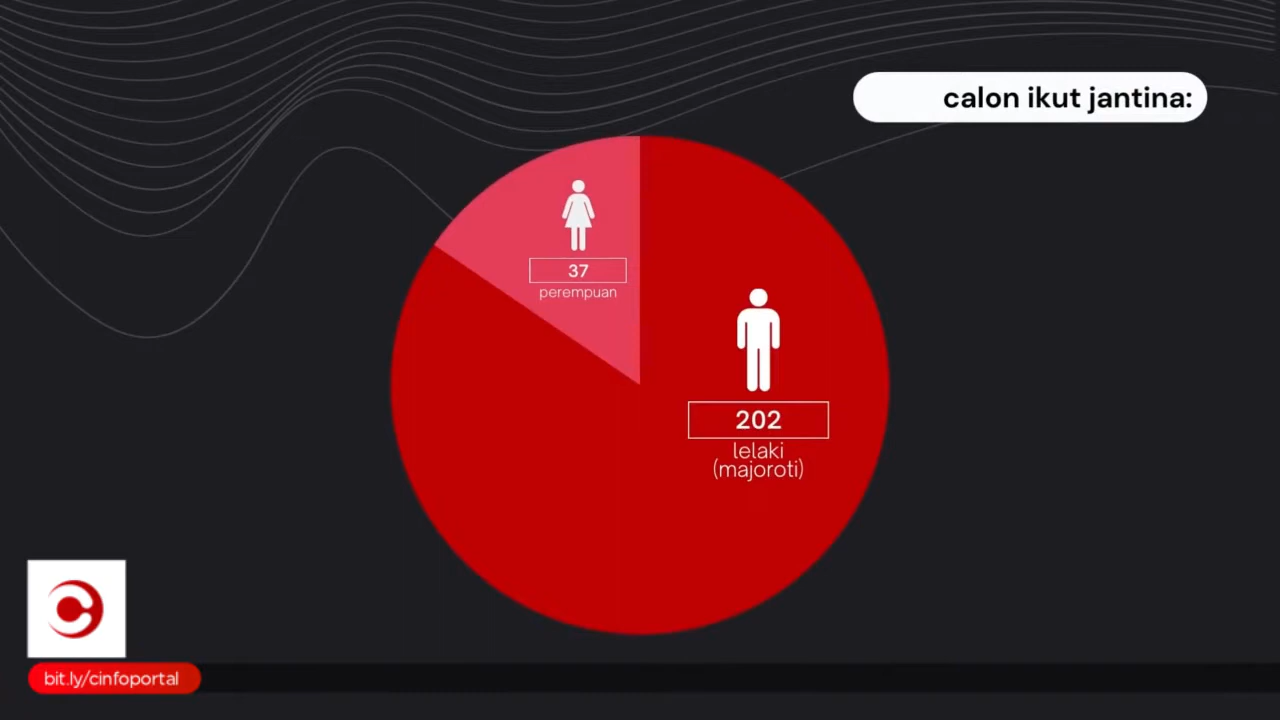 calon ikut jantina:
37
perempuan
202
lelaki
(majoroti)
bit.ly/cinfoportal